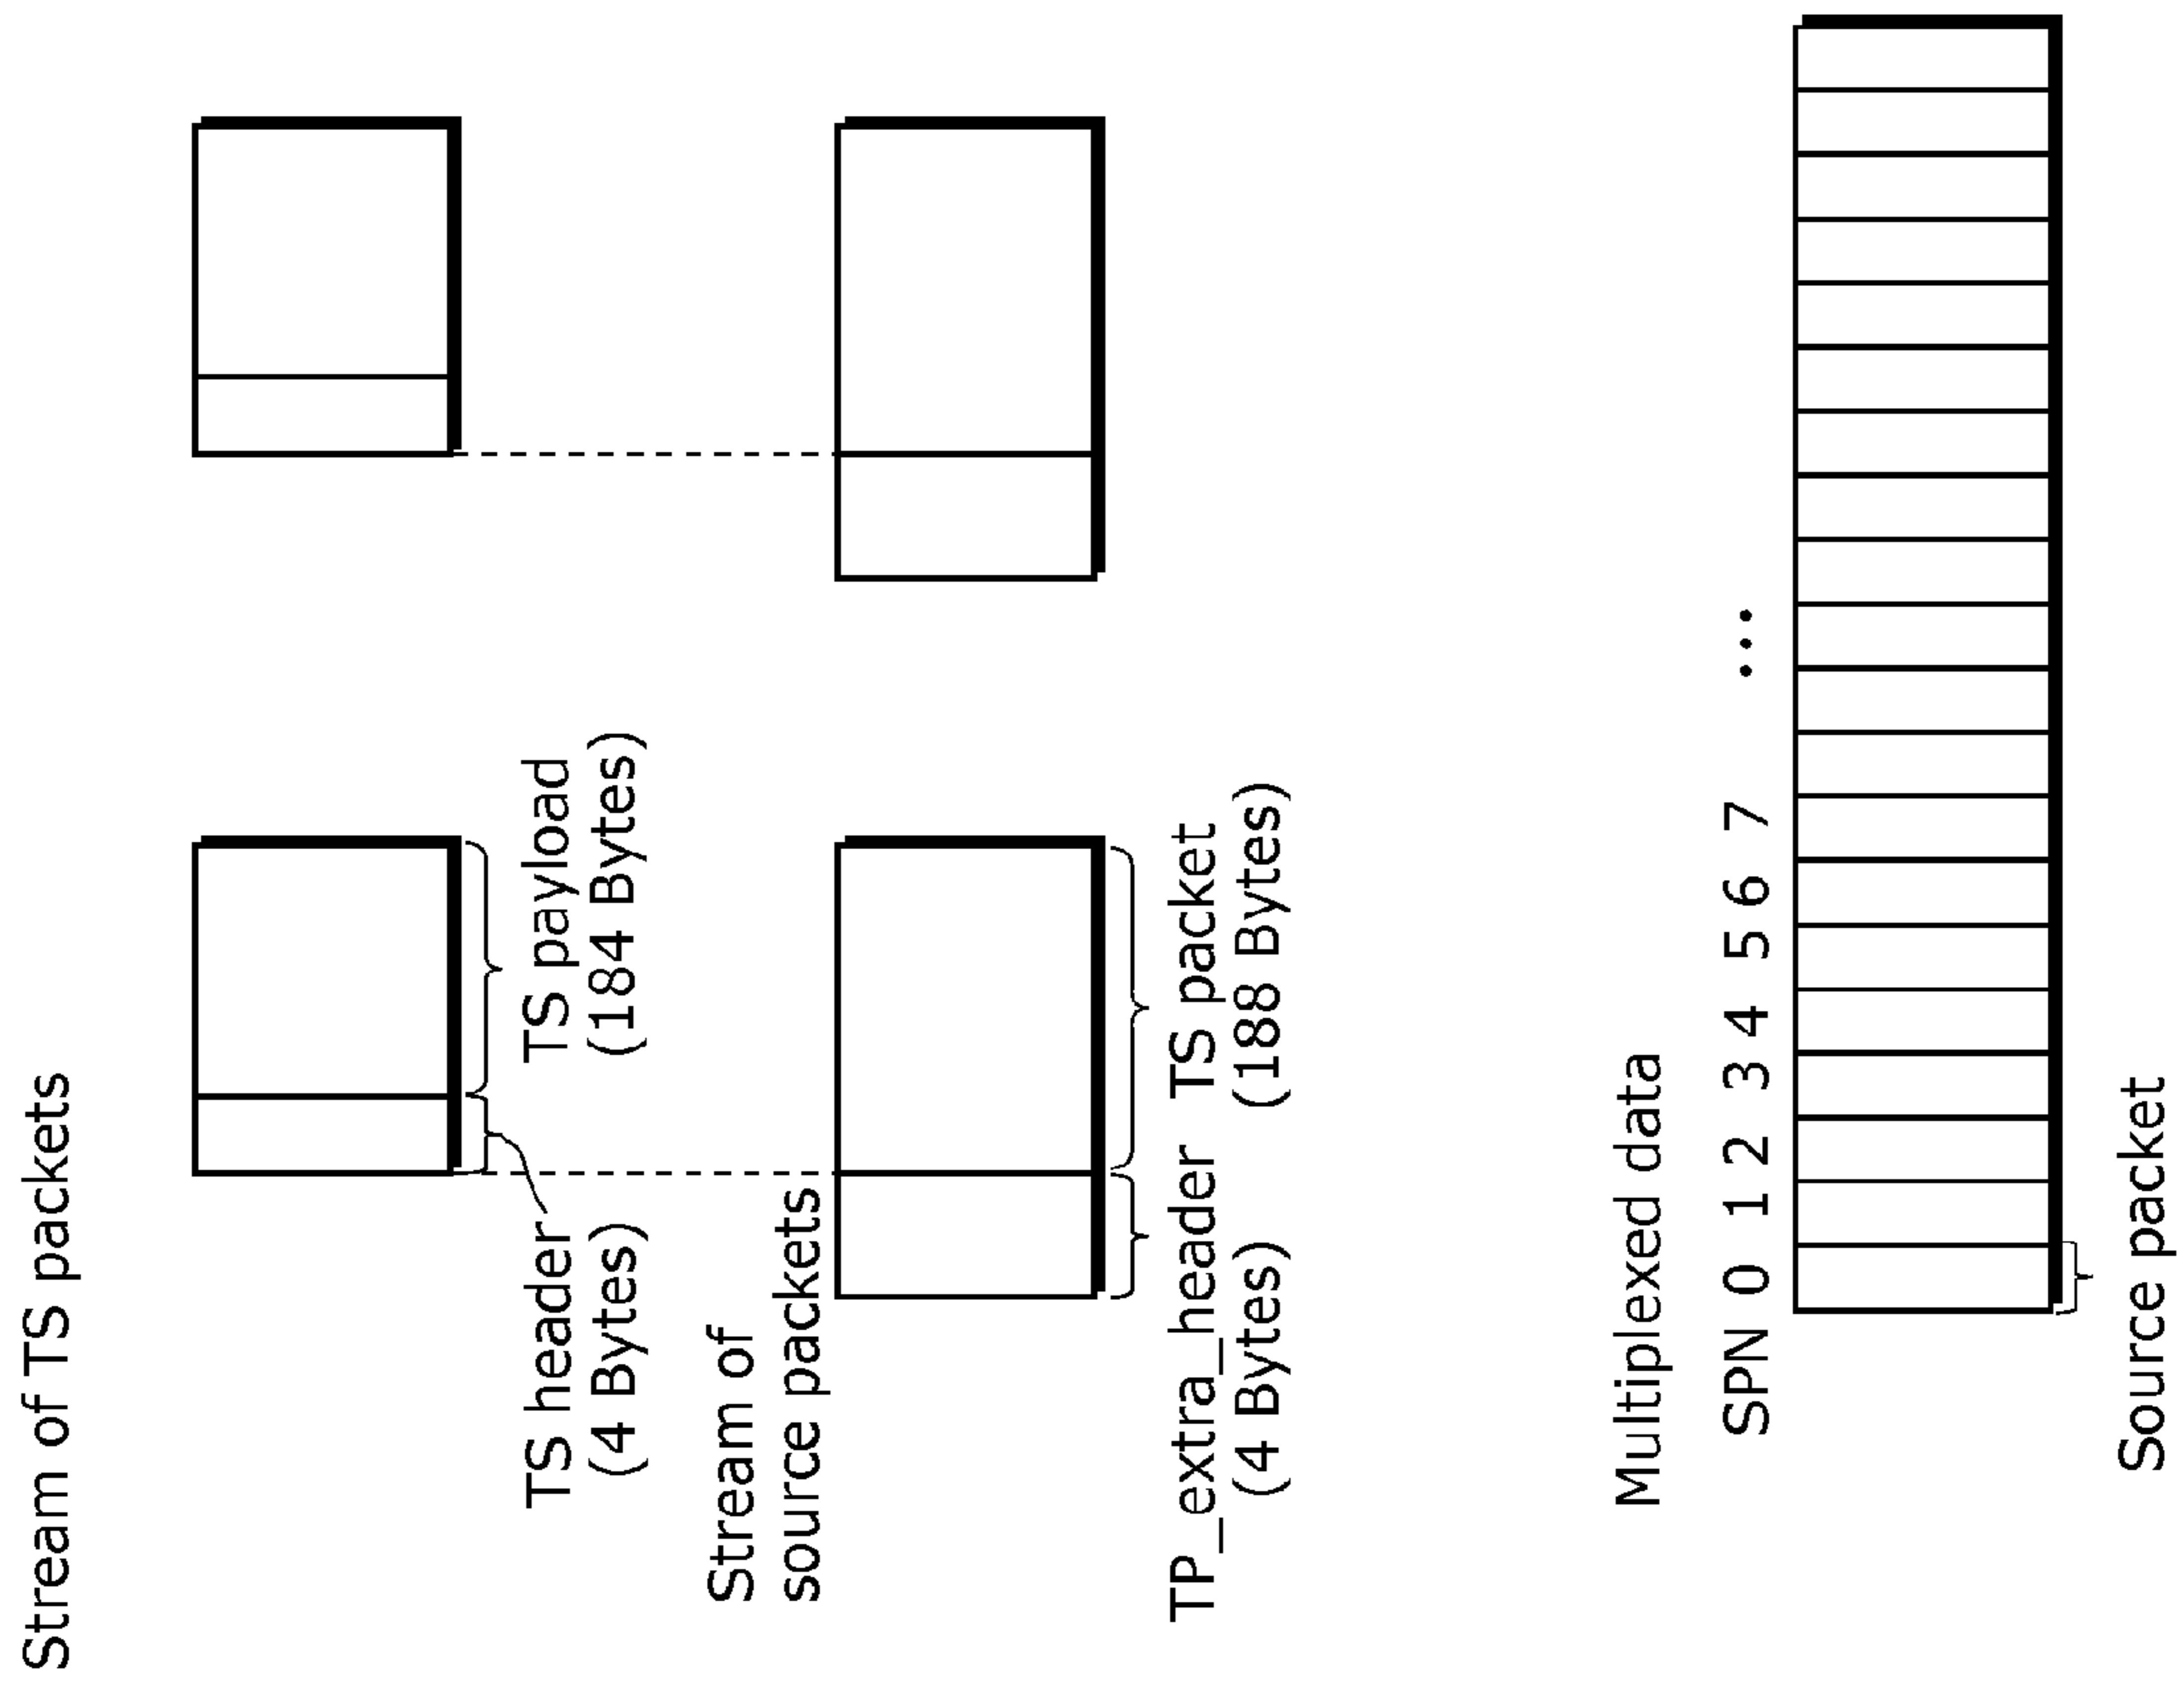 Stream of TS packets
TS header
(4 Bytes)
TS payload
(184 Bytes)
Stream of
source packets
TP_extra_header
(4 Bytes)
TS packet
(188 Bytes)
Multiplexed data
SPN 0 1 2 3 4 5 6 7 ...
Source packet